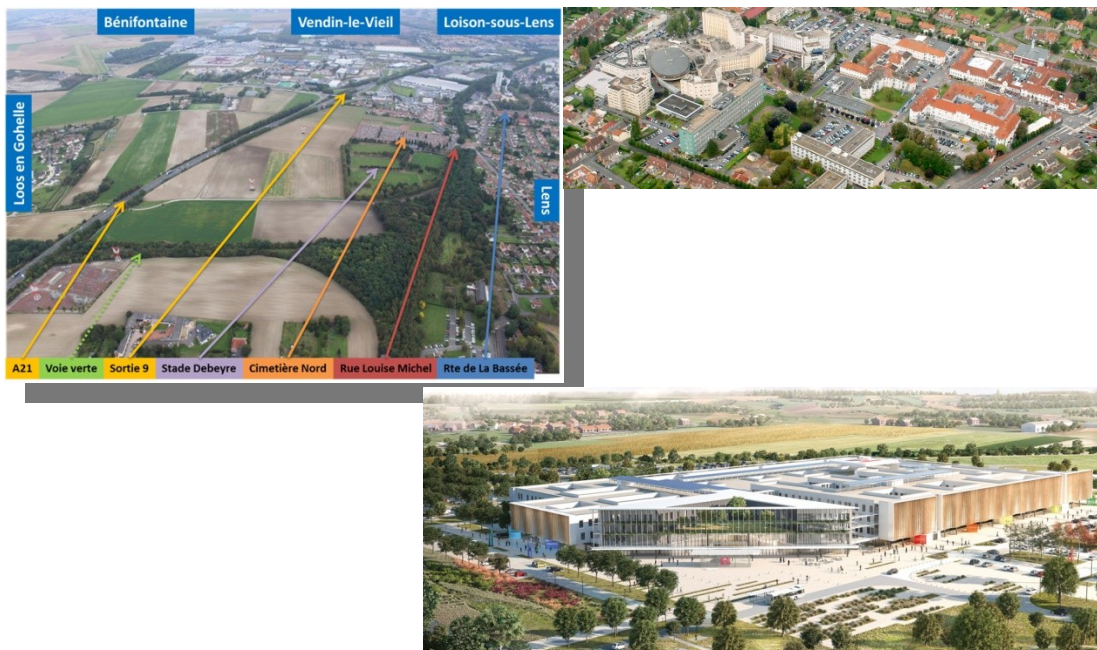 Bénifontaine
Vendin-le-Vieil
Loison-sous-Lens
Loos en Gohelle
Lens
A21
Voie verte
Sortie 9
Stade Debeyre
Cimetière Nord
Rue Louise Michel
Rte de La Bassée